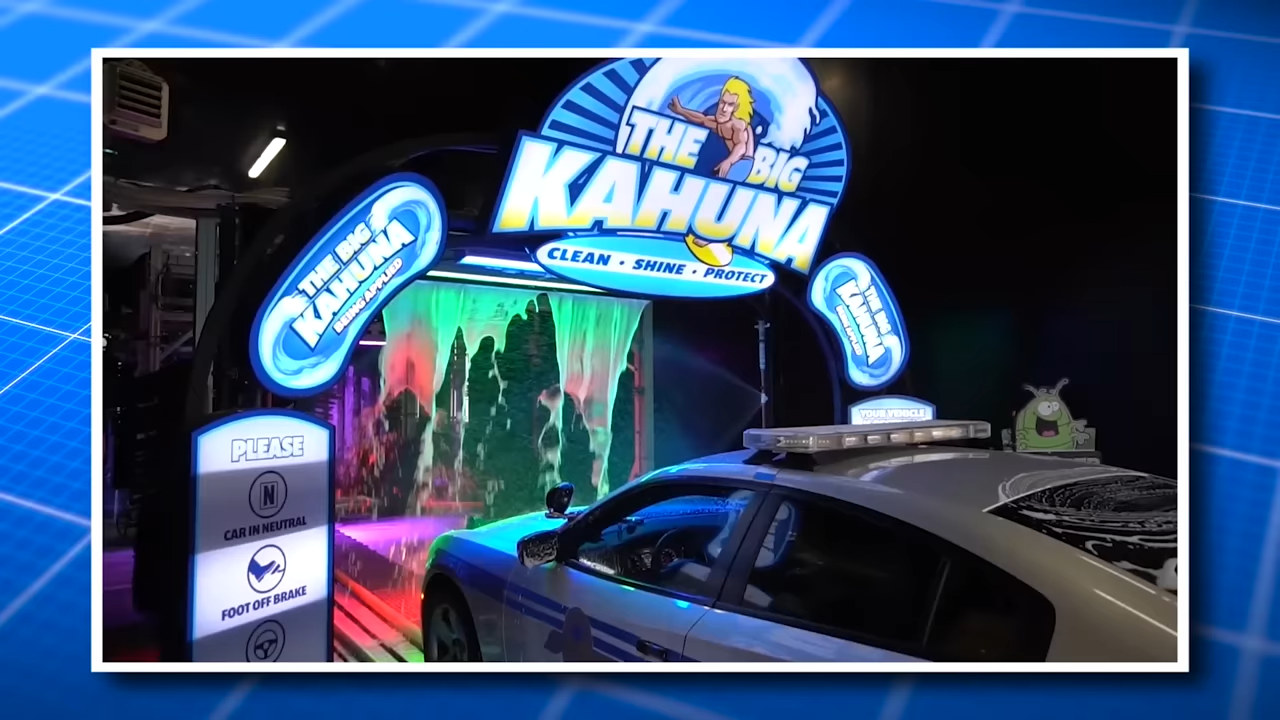 THE BIG
KAHUNA
CLEAN · SHINE · PROTECT
THE BIG
KAHUNA
BEING APPLIED
THE BIG
KAHUNA
YOUR VEHICLE
PLEASE
N
CAR IN NEUTRAL
FOOT OFF BRAKE